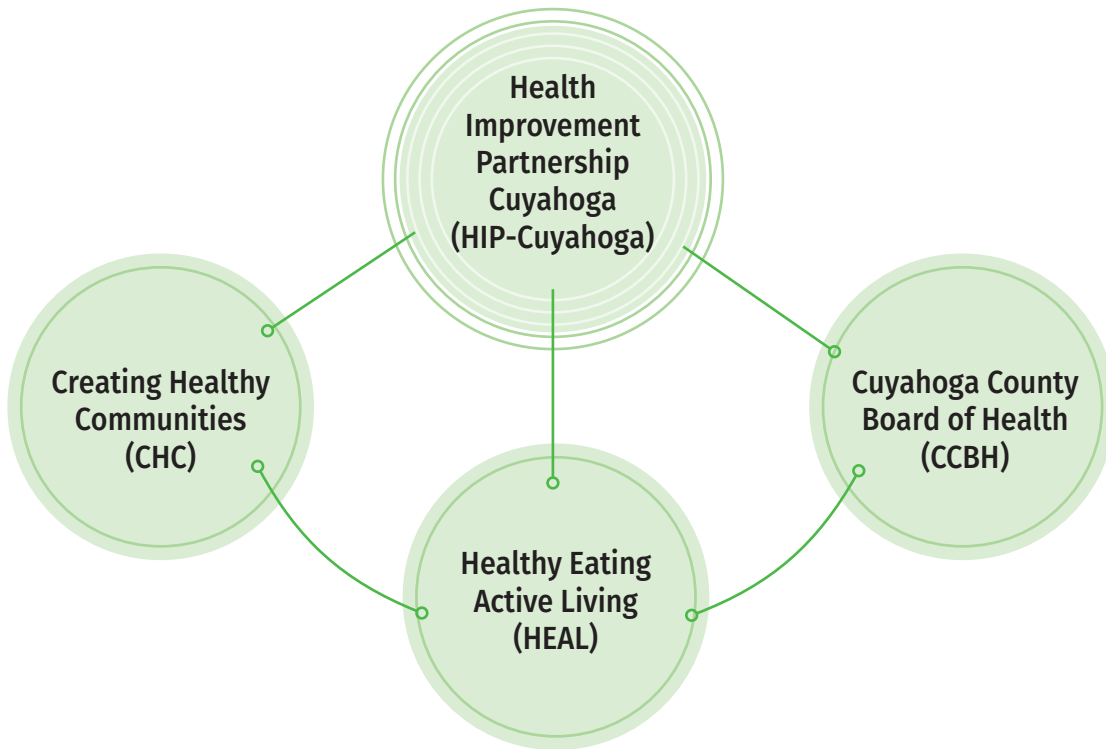 Health
Improvement
Partnership
Cuyahoga
(HIP-Cuyahoga)
Creating Healthy
Communities
(CHC)
Cuyahoga County
Board of Health
(CCBH)
Healthy Eating
Active Living
(HEAL)